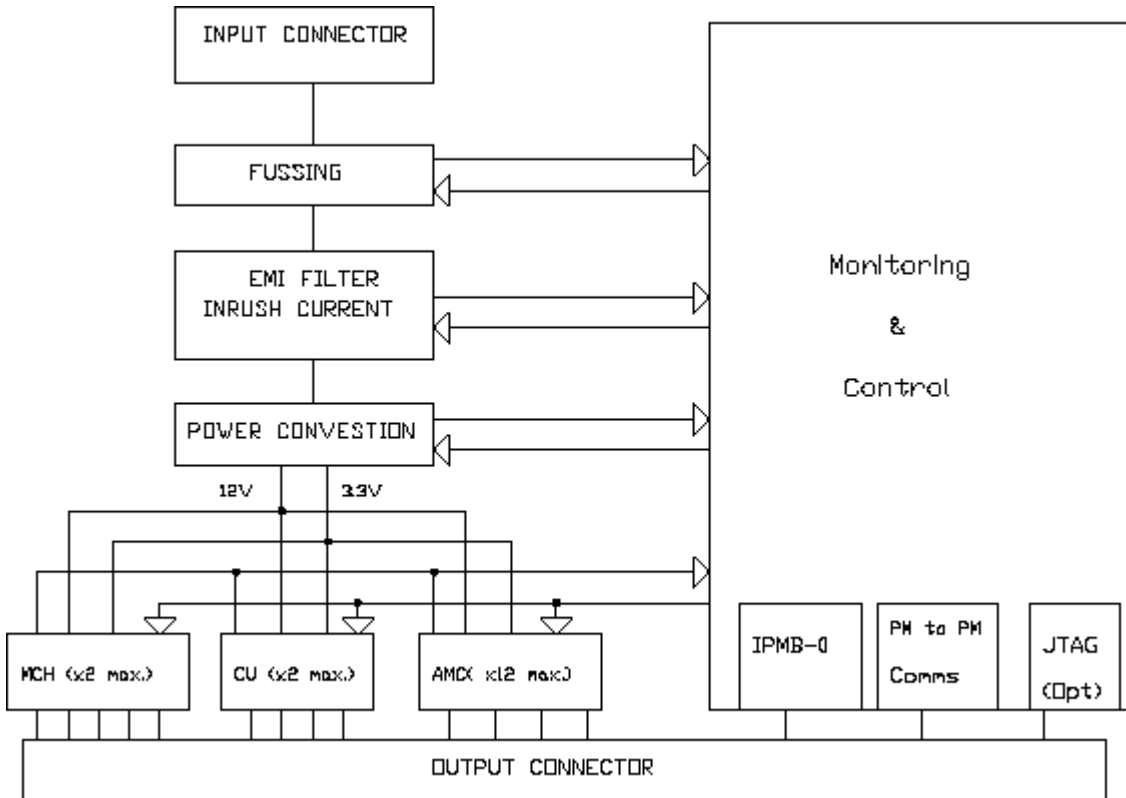 INPUT CONNECTOR
FUSSING
EMI FILTER
INRUSH CURRENT
Monitoring
&
Control
POWER CONVESTION
12V
3.3V
MCH (x2 max.)
CU (x2 max.)
AMC( x12 max.)
IPMB-0
PM to PM
Comms
JTAG
(Opt)
OUTPUT CONNECTOR